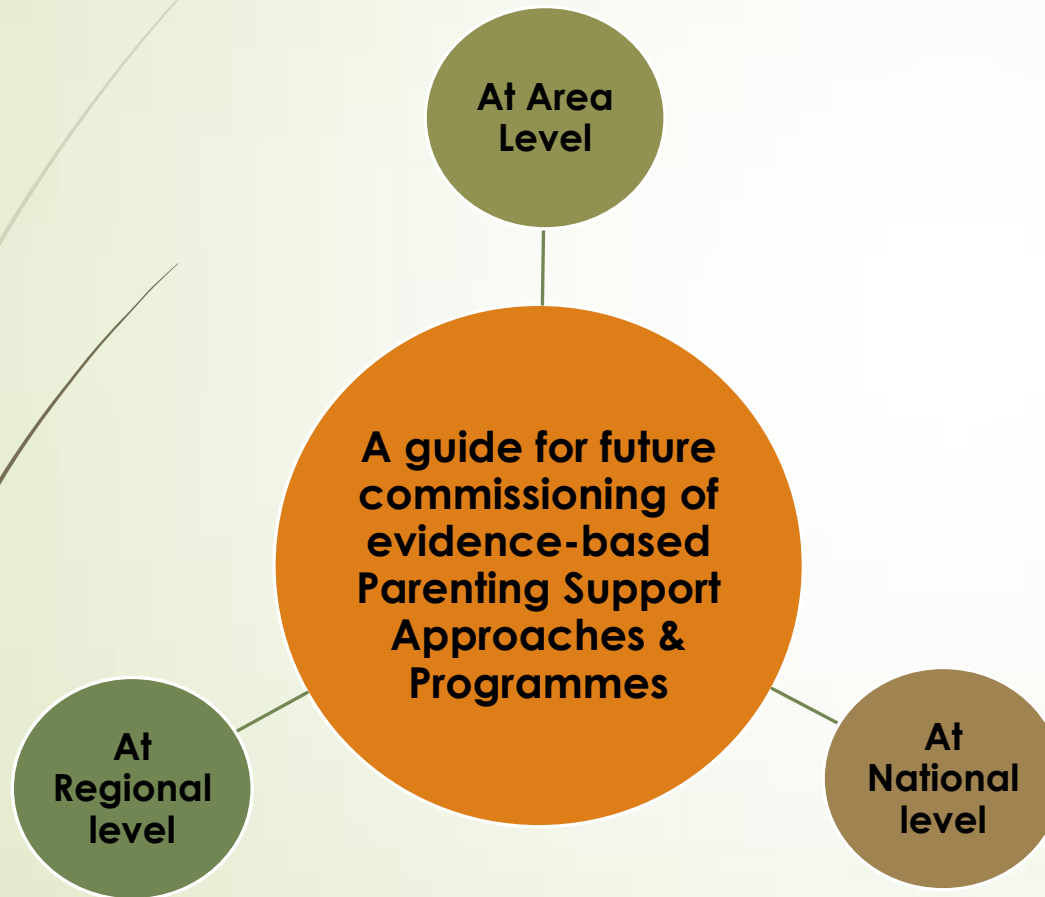 At Area
Level
A guide for future
commissioning of
evidence-based
Parenting Support
Approaches &
Programmes
At
Regional
level
At
National
level